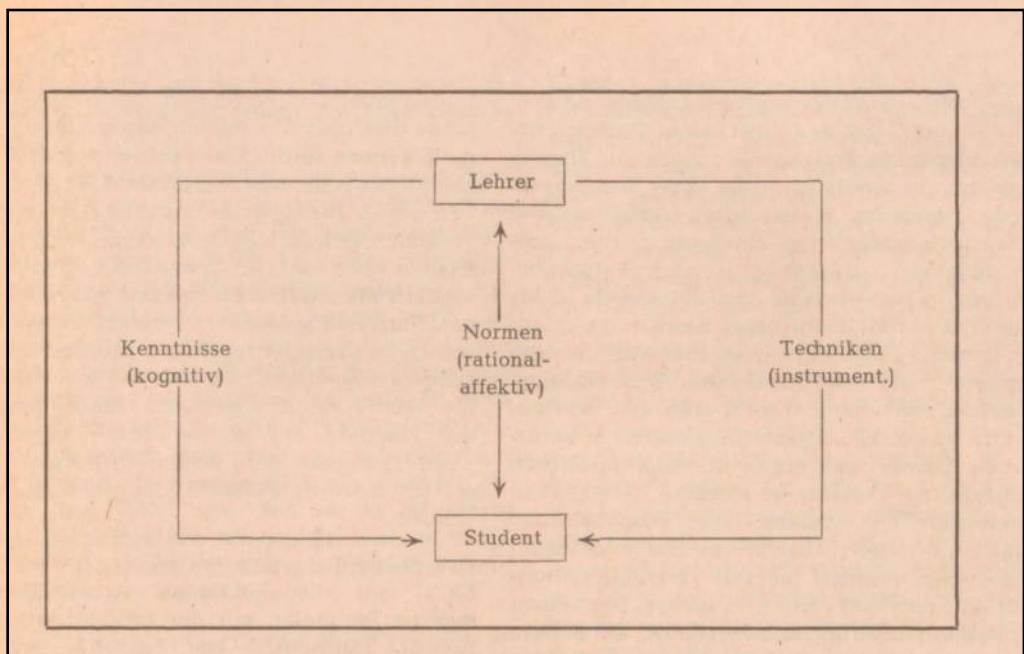 Lehrer
Kenntnisse
(kognitiv)
Normen
(rational-
affektiv)
Techniken
(instrument.)
Student